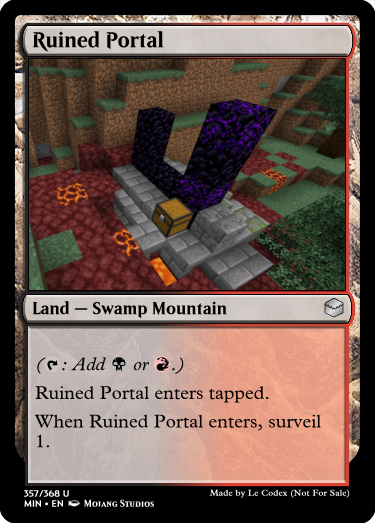 Ruined Portal
Land — Swamp Mountain
(: Add or .)
Ruined Portal enters tapped.
When Ruined Portal enters, surveil
1.
357/368 U
Made by Le Codex (Not For Sale)
MIN • EN Mojang Studios